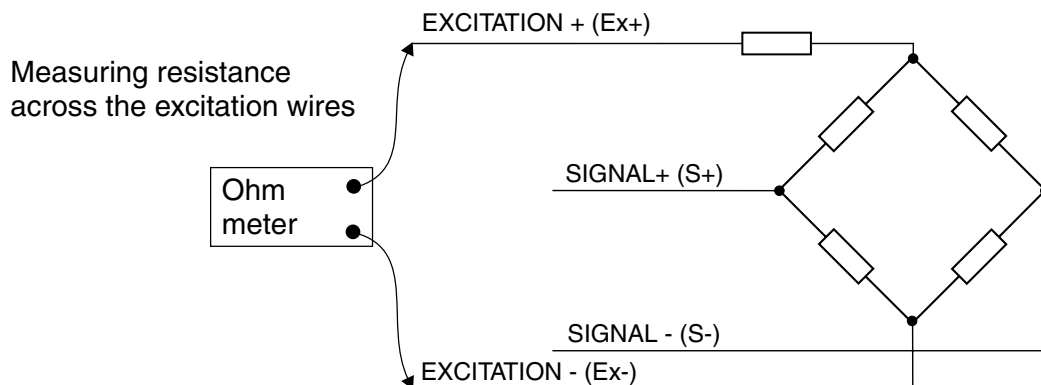 EXCITATION + (Ex+)
Measuring resistance
across the excitation wires
SIGNAL+ (S+)
Ohm
meter
SIGNAL - (S-)
EXCITATION - (Ex-)